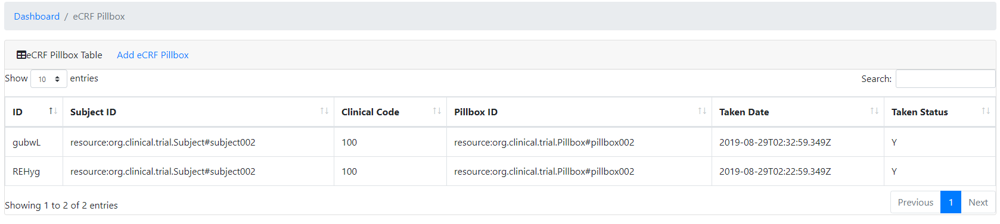 Dashboard / eCRF Pillbox
eCRF Pillbox Table Add eCRF Pillbox
Show 10 entries Search:
ID Subject ID Clinical Code Pillbox ID Taken Date Taken Status
gubwL resource:org.clinical.trial.Subject#subject002 100 resource:org.clinical.trial.Pillbox#pillbox002 2019-08-29T02:32:59.349Z Y
REHyg resource:org.clinical.trial.Subject#subject002 100 resource:org.clinical.trial.Pillbox#pillbox002 2019-08-29T02:22:59.349Z Y
Showing 1 to 2 of 2 entries Previous 1 Next